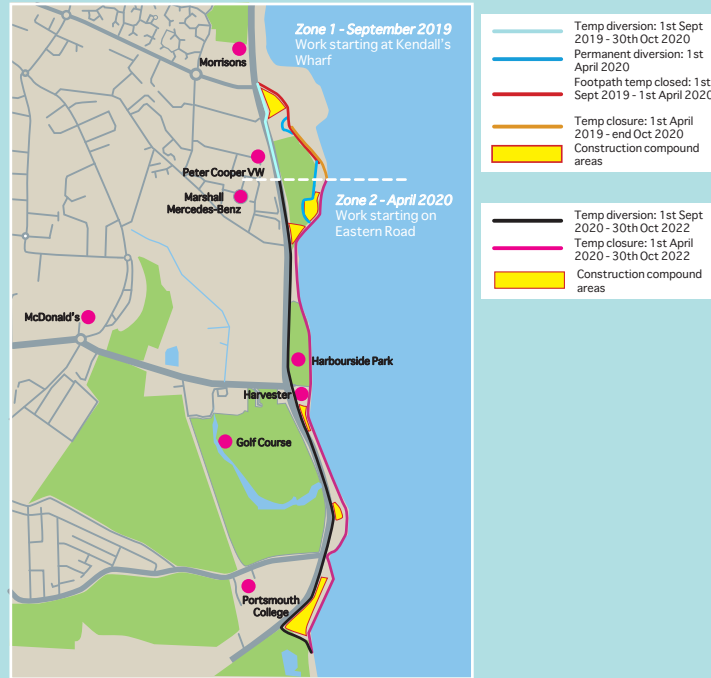 Zone 1 - September 2019
Work starting at Kendall's
Wharf
Morrisons
Peter Cooper VW
Marshall
Mercedes-Benz
Zone 2 - April 2020
Work starting on
Eastern Road
McDonald's
Harbourside Park
Harvester
Golf Course
Portsmouth
College
Temp diversion: 1st Sept
2019 - 30th Oct 2020
Permanent diversion: 1st
April 2020
Footpath temp closed: 1st
Sept 2019 - 1st April 2020
Temp closure: 1st April
2019 - end Oct 2020
Construction compound
areas
Temp diversion: 1st Sept
2020 - 30th Oct 2022
Temp closure: 1st April
2020 - 30th Oct 2022
Construction compound
areas